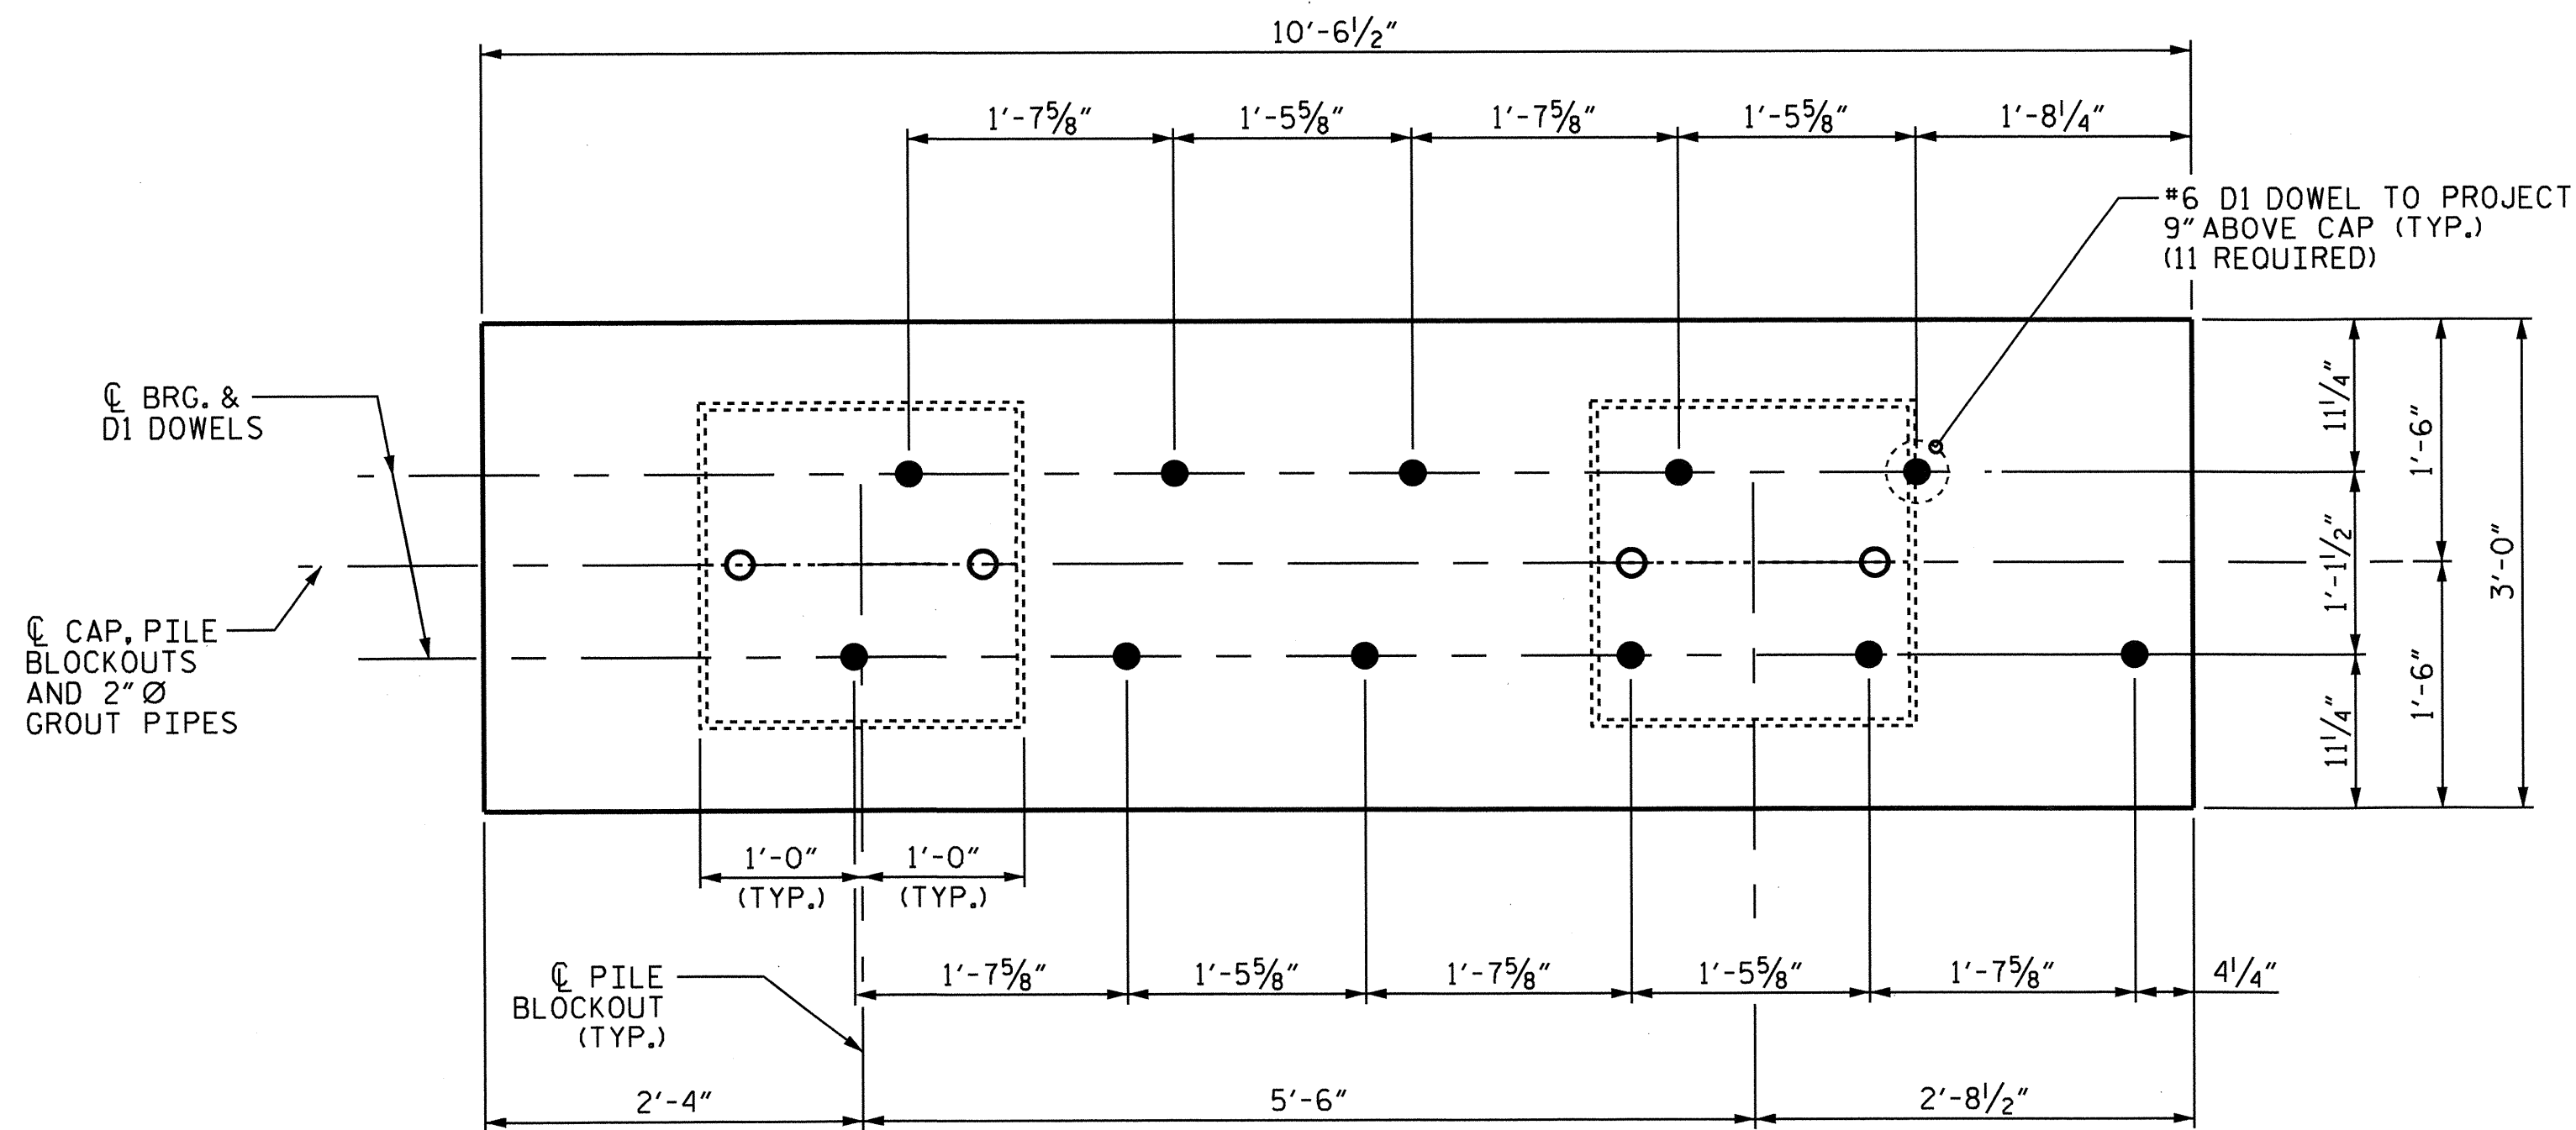 10'-6½"
1'-7⅝" 1'-5⅝" 1'-7⅝" 1'-5⅝" 1'-8¼"
#6 D1 DOWEL TO PROJECT
9" ABOVE CAP (TYP.)
(11 REQUIRED)
℄ BRG. &
D1 DOWELS
11¼"
1'-6"
1'-1½"
3'-0"
℄ CAP, PILE
BLOCKOUTS
AND 2" Ø
GROUT PIPES
11¼"
1'-6"
1'-0" 1'-0"
(TYP.) (TYP.)
℄ PILE
BLOCKOUT
(TYP.)
1'-7⅝" 1'-5⅝" 1'-7⅝" 1'-5⅝" 1'-7⅝" 4¼"
2'-4" 5'-6" 2'-8½"